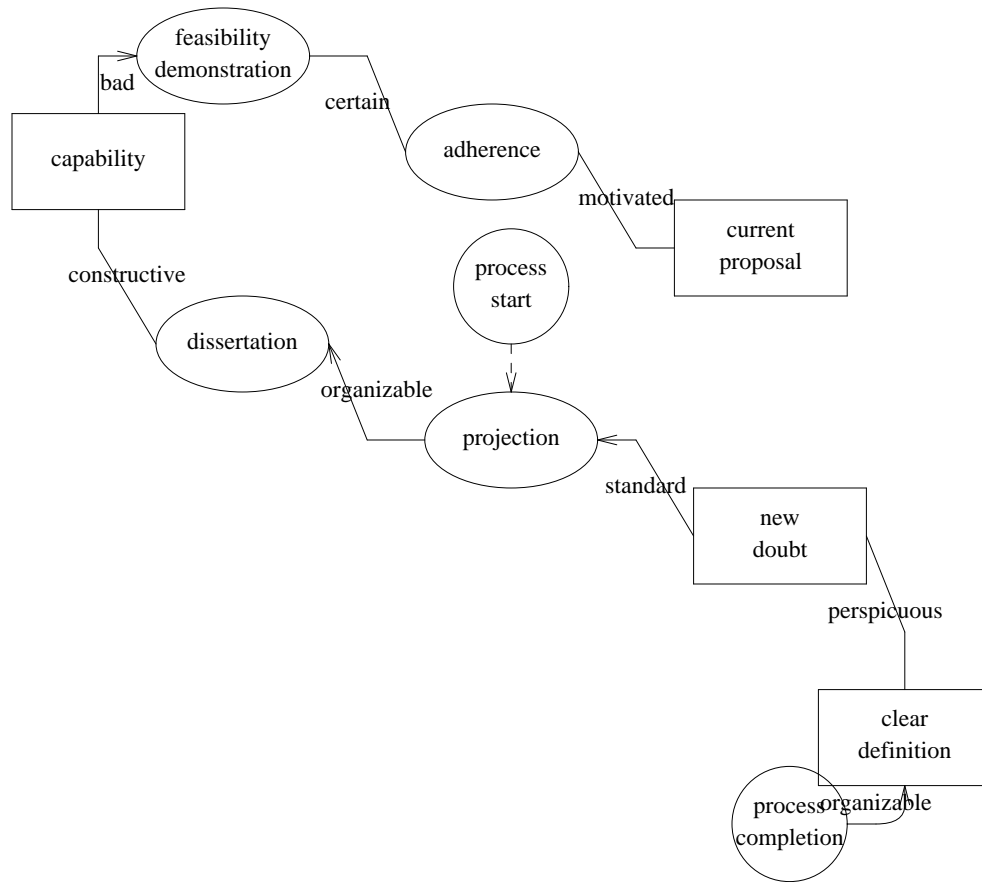 feasibility
demonstration
bad
certain
capability
adherence
motivated
current
proposal
process
start
constructive
dissertation
organizable
projection
standard
new
doubt
perspicuous
clear
definition
process
completion
organizable